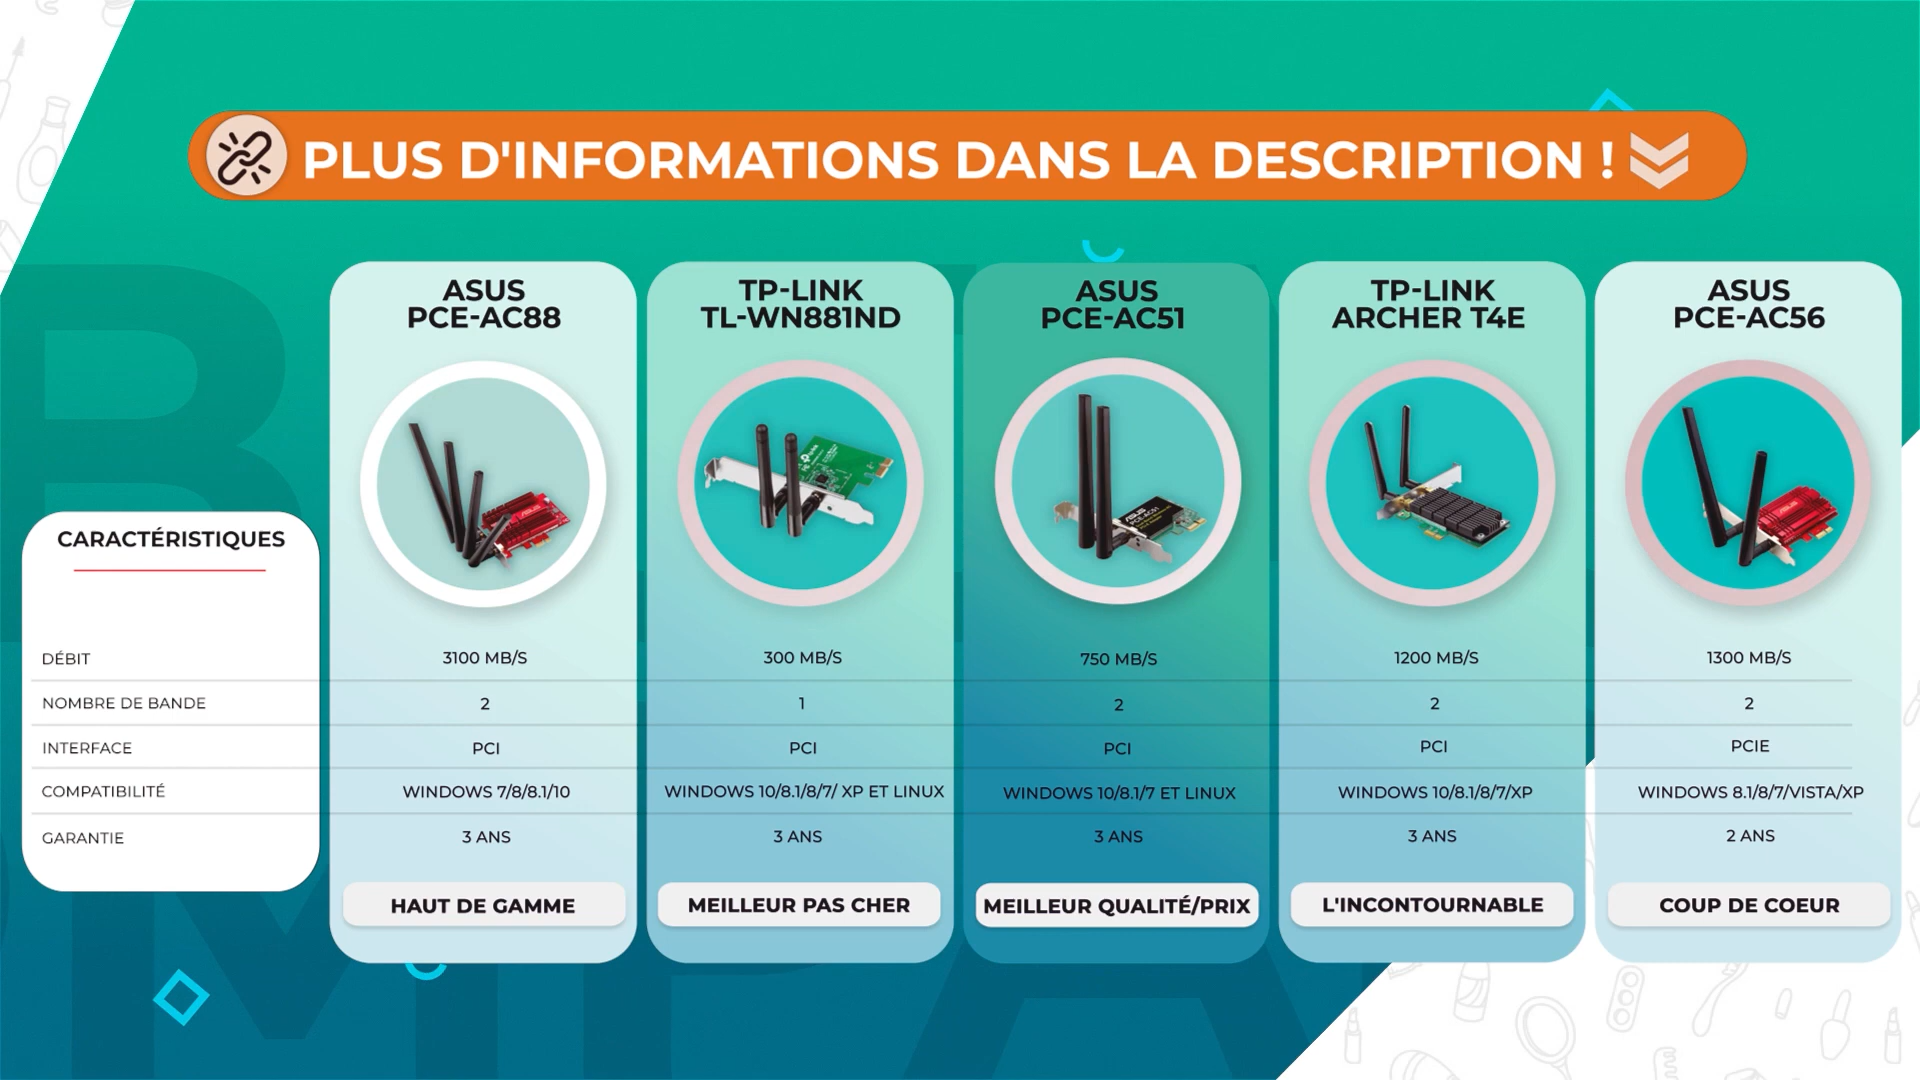 PLUS D'INFORMATIONS DANS LA DESCRIPTION !
ASUS
PCE-AC88
TP-LINK
TL-WN881ND
ASUS
PCE-AC51
TP-LINK
ARCHER T4E
ASUS
PCE-AC56
CARACTÉRISTIQUES
DÉBIT
3100 MB/S
300 MB/S
750 MB/S
1200 MB/S
1300 MB/S
NOMBRE DE BANDE
2
1
2
2
2
INTERFACE
PCI
PCI
PCI
PCI
PCIE
COMPATIBILITÉ
WINDOWS 7/8/8.1/10
WINDOWS 10/8.1/8/7/ XP ET LINUX
WINDOWS 10/8.1/7 ET LINUX
WINDOWS 10/8.1/8/7/XP
WINDOWS 8.1/8/7/VISTA/XP
GARANTIE
3 ANS
3 ANS
3 ANS
3 ANS
2 ANS
HAUT DE GAMME
MEILLEUR PAS CHER
MEILLEUR QUALITÉ/PRIX
L'INCONTOURNABLE
COUP DE COEUR